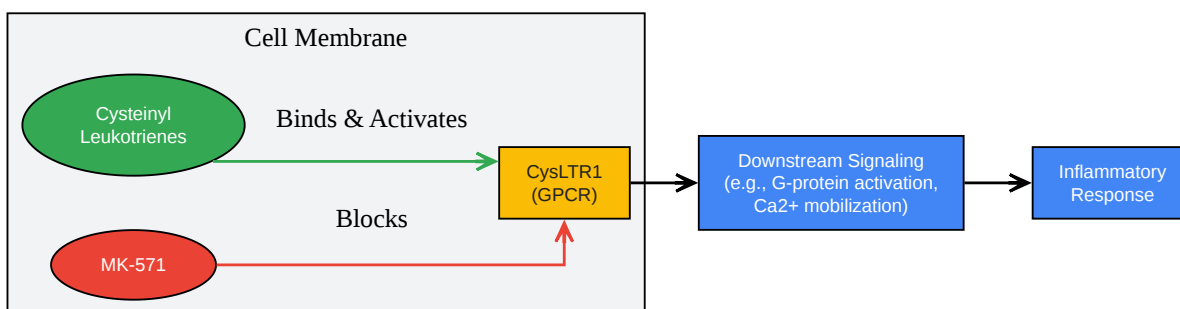 Cell Membrane
Cysteinyl
Leukotrienes
Binds & Activates
CysLTR1
(GPCR)
Downstream Signaling
(e.g., G-protein activation,
Ca2+ mobilization)
Inflammatory
Response
Blocks
MK-571